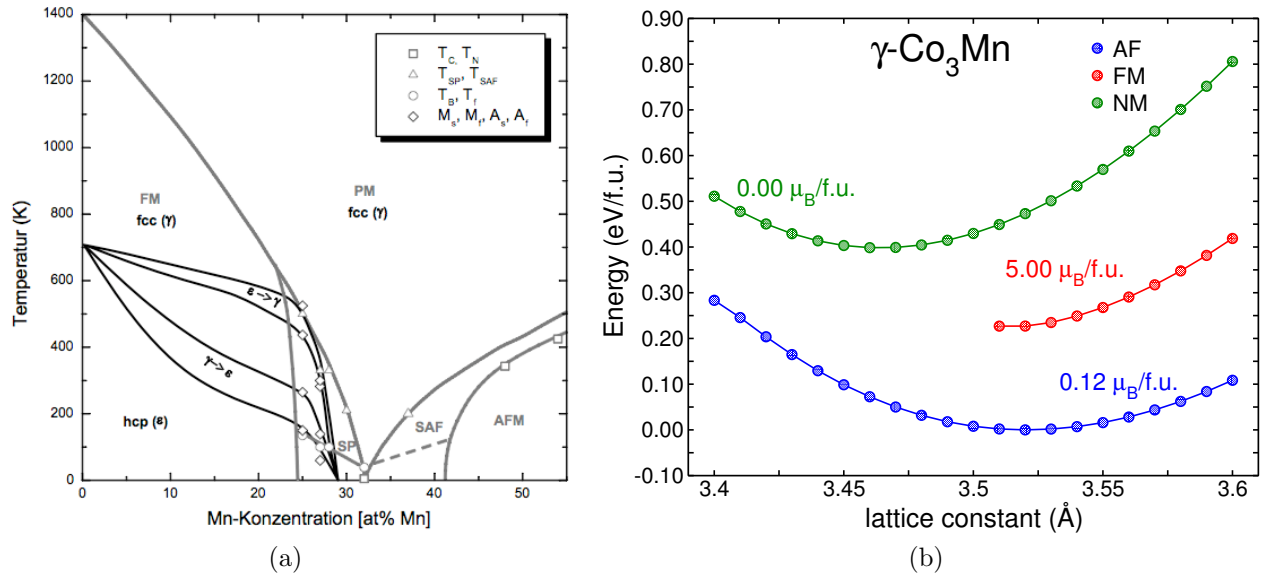 1400
1200
1000
800
600
400
200
0
0
10
20
30
40
50
Temperatur (K)
Mn-Konzentration [at% Mn]
T_C, T_N
T_SP, T_SAF
T_B, T_f
M_s, M_f, A_s, A_f
FM
fcc (γ)
PM
fcc (γ)
ε->γ
γ->ε
hcp (ε)
SP
SAF
AFM
(a)
0.90
0.80
0.70
0.60
0.50
0.40
0.30
0.20
0.10
0.00
-0.10
3.4
3.45
3.5
3.55
3.6
Energy (eV/f.u.)
lattice constant (Å)
γ-Co₃Mn
AF
FM
NM
0.00 μ_B/f.u.
5.00 μ_B/f.u.
0.12 μ_B/f.u.
(b)